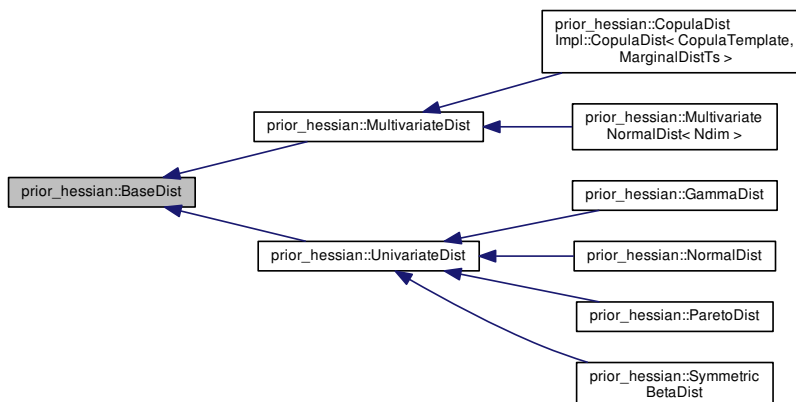 prior_hessian::CopulaDist
Impl::CopulaDist< CopulaTemplate,
MarginalDistTs >
prior_hessian::MultivariateDist
prior_hessian::Multivariate
NormalDist< Ndim >
prior_hessian::BaseDist
prior_hessian::GammaDist
prior_hessian::UnivariateDist
prior_hessian::NormalDist
prior_hessian::ParetoDist
prior_hessian::Symmetric
BetaDist